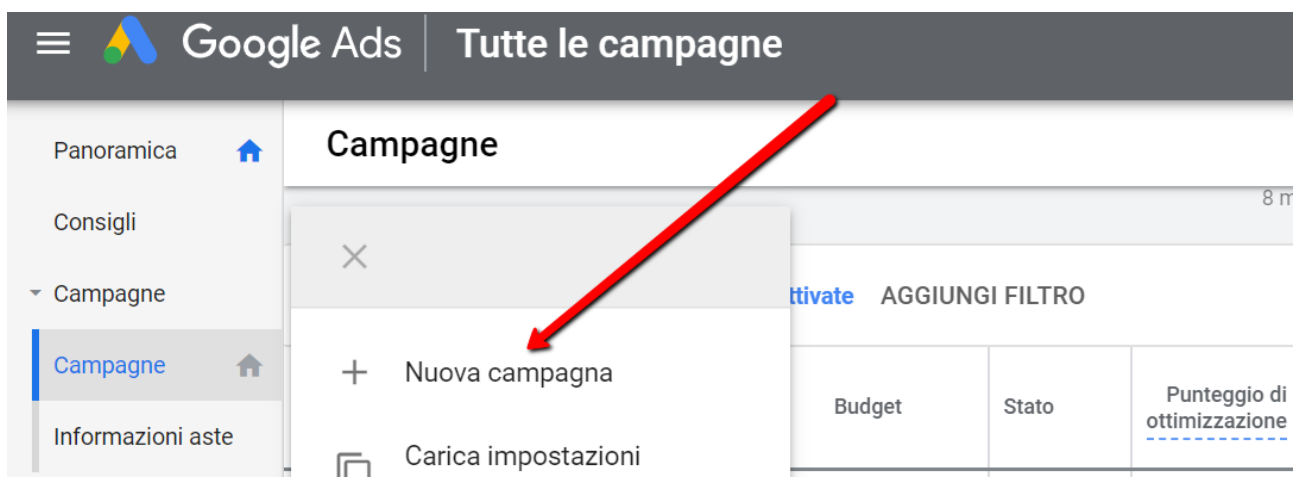 Google Ads Tutte le campagne
Panoramica
Campagne
Consigli
Campagne
Campagne
Informazioni aste
8 m
ttivate AGGIUNGI FILTRO
Nuova campagna
Carica impostazioni
Budget
Stato
Punteggio di
ottimizzazione